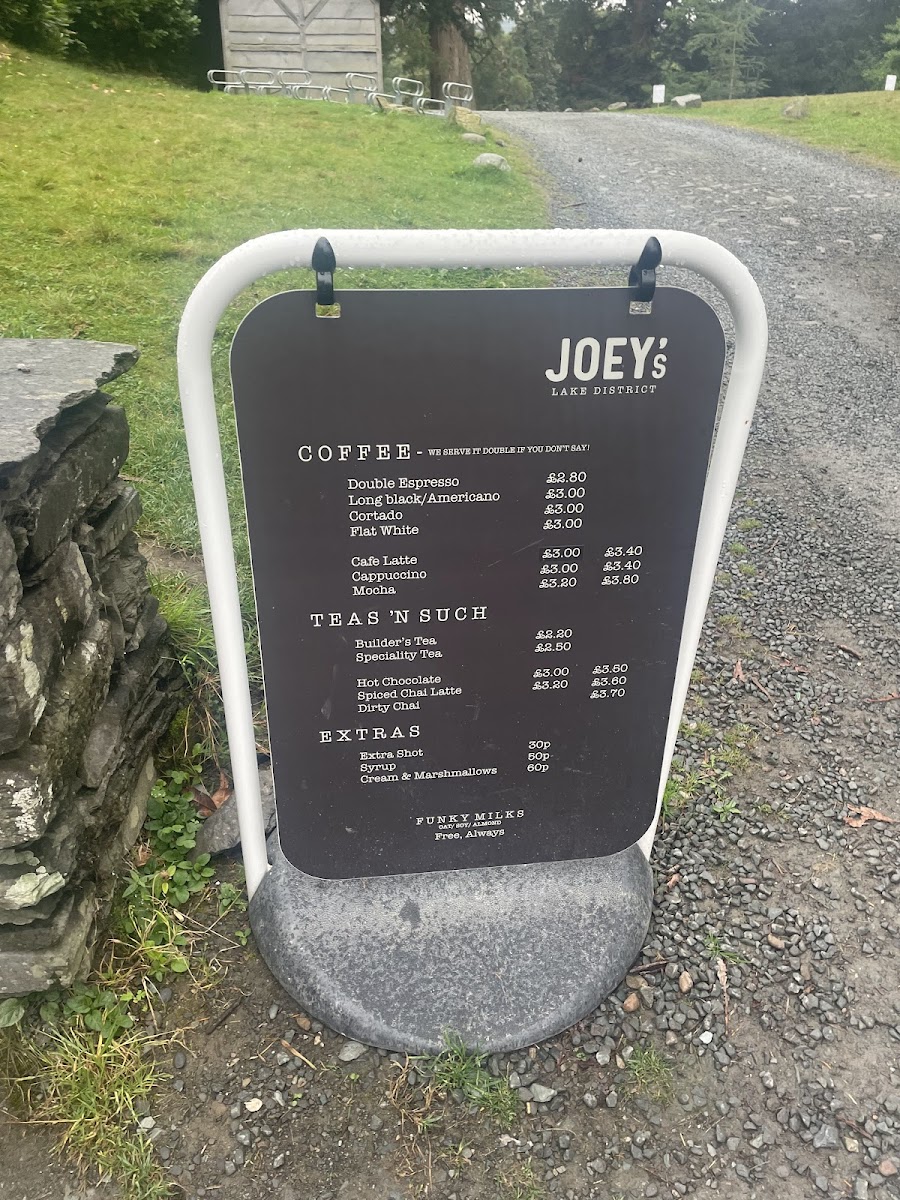 JOEY'S
LAKE DISTRICT
COFFEE - WE SERVE IT DOUBLE IF YOU DON'T SAY!
Double Espresso £2.80
Long black/Americano £3.00
Cortado £3.00
Flat White £3.00
Cafe Latte £3.00 £3.40
Cappuccino £3.00 £3.40
Mocha £3.20 £3.80
TEAS 'N SUCH
Builder's Tea £2.20
Speciality Tea £2.50
Hot Chocolate £3.00 £3.50
Spiced Chai Latte £3.20 £3.60
Dirty Chai £3.70
EXTRAS
Extra Shot 30p
Syrup 50p
Cream & Marshmallows 60p
FUNKY MILKS
OAT/ SOY/ ALMOND
Free, Always